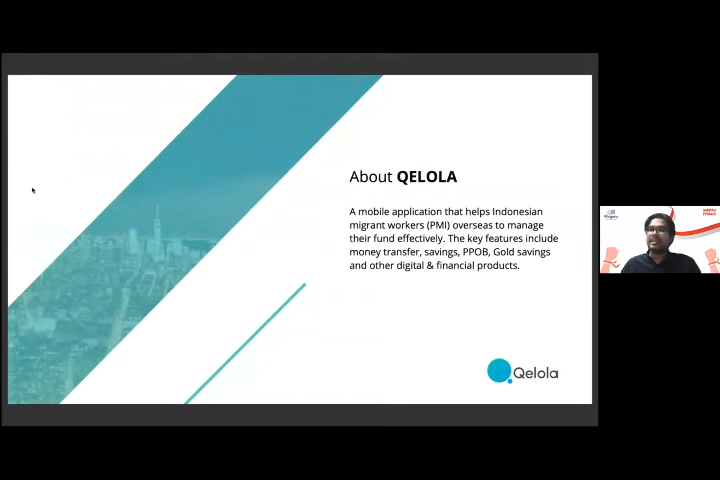 About QELOLA
A mobile application that helps Indonesian
migrant workers (PMI) overseas to manage
their fund effectively. The key features include
money transfer, savings, PPOB, Gold savings
and other digital & financial products.
Qelola